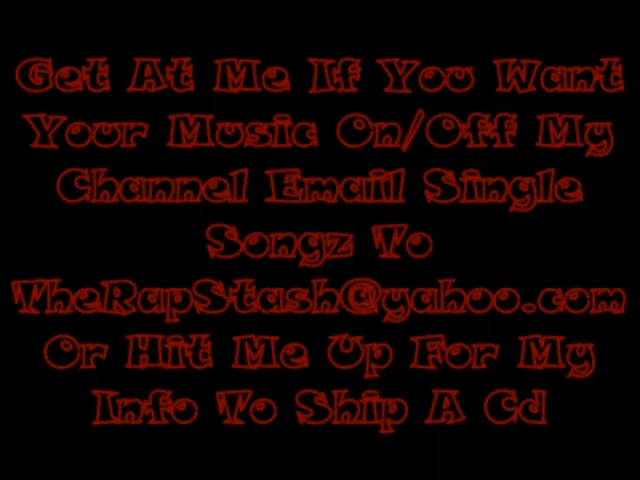 Get At Me If You Want
Your Music On/Off My
Channel Email Single
Songz To
TheRapStash@yahoo.com
Or Hit Me Up For My
Info To Ship A Cd